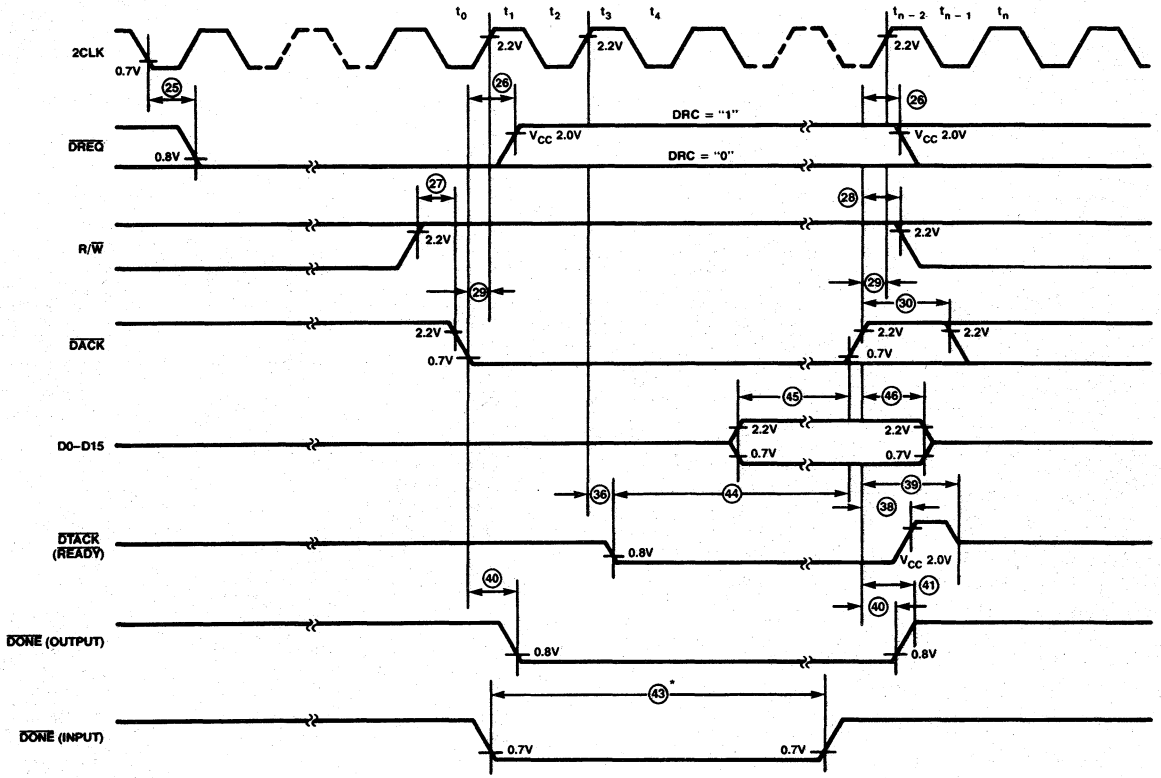 t0 t1 t2 t3 t4 tn – 2 tn – 1 tn
2CLK 2.2V 2.2V 2.2V
0.7V
25 26 26
DRC = "1"
DREQ VCC 2.0V VCC 2.0V
0.8V DRC = "0"
27 28
R/W 2.2V 2.2V
29 29
30
DACK 2.2V 2.2V 2.2V
0.7V 0.7V
45 46
2.2V 2.2V
D0–D15
0.7V 0.7V
39
36 44
38
DTACK
(READY) 0.8V VCC 2.0V
40 41
40
DONE (OUTPUT)
0.8V 0.8V
43*
DONE (INPUT)
0.7V 0.7V